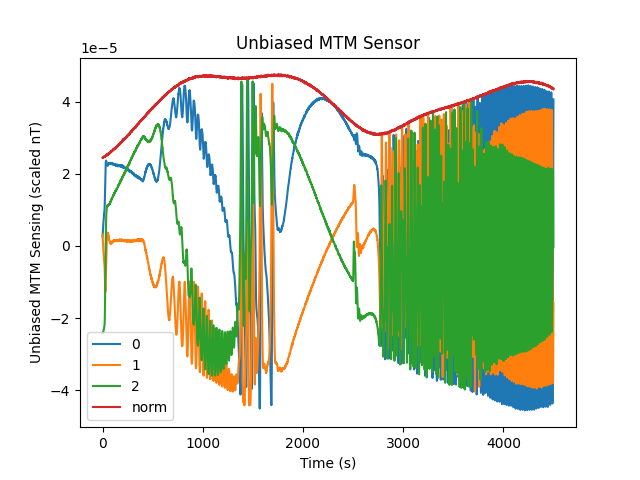 Unbiased MTM Sensor
1e−5
Unbiased MTM Sensing (scaled nT)
4
2
0
−2
−4
0
1
2
norm
0 1000 2000 3000 4000
Time (s)